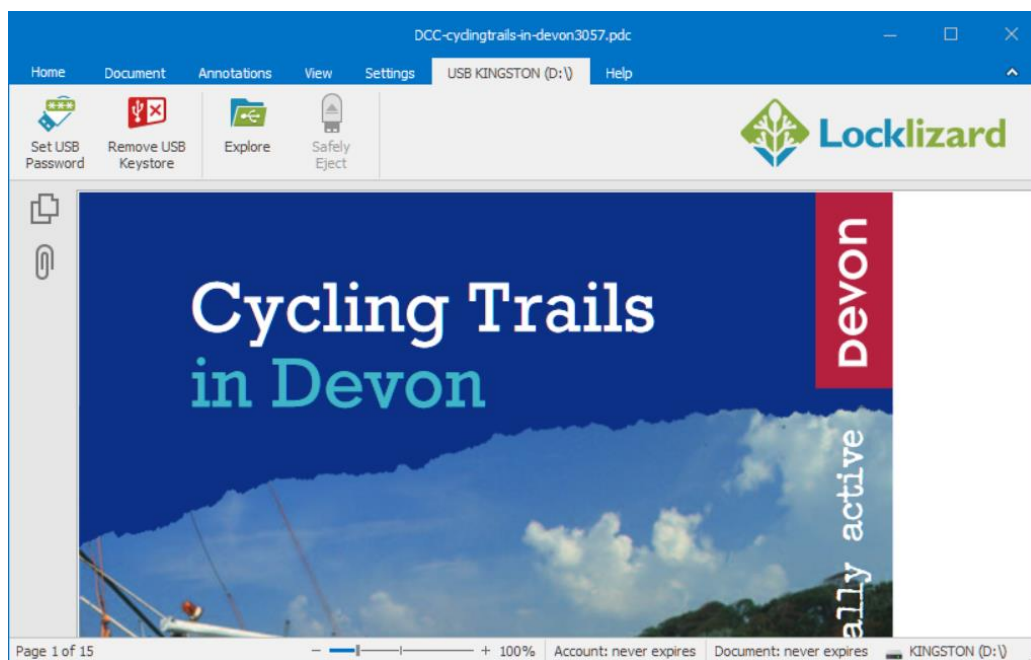 DCC-cyclingtrails-in-devon3057.pdc
Home Document Annotations View Settings USB KINGSTON (D:\) Help
Set USB Password
Remove USB Keystore
Explore
Safely Eject
Locklizard
Cycling Trails
in Devon
Devon
ally active
Page 1 of 15 100% Account: never expires Document: never expires KINGSTON (D:\)